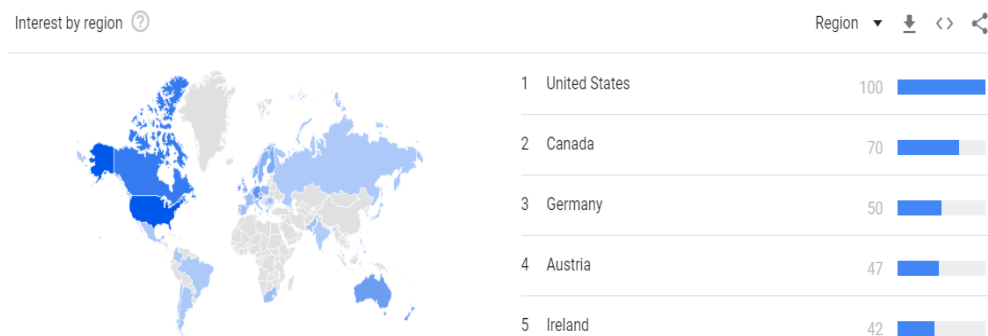 Interest by region ?
Region
1 United States 100
2 Canada 70
3 Germany 50
4 Austria 47
5 Ireland 42